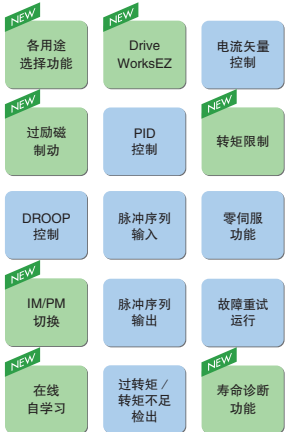 NEW
各用途
选择功能
NEW
Drive
WorksEZ
电流矢量
控制
NEW
过励磁
制动
PID
控制
NEW
转矩限制
DROOP
控制
脉冲序列
输入
零伺服
功能
NEW
IM/PM
切换
脉冲序列
输出
故障重试
运行
NEW
在线
自学习
过转矩/
转矩不足
检出
NEW
寿命诊断
功能